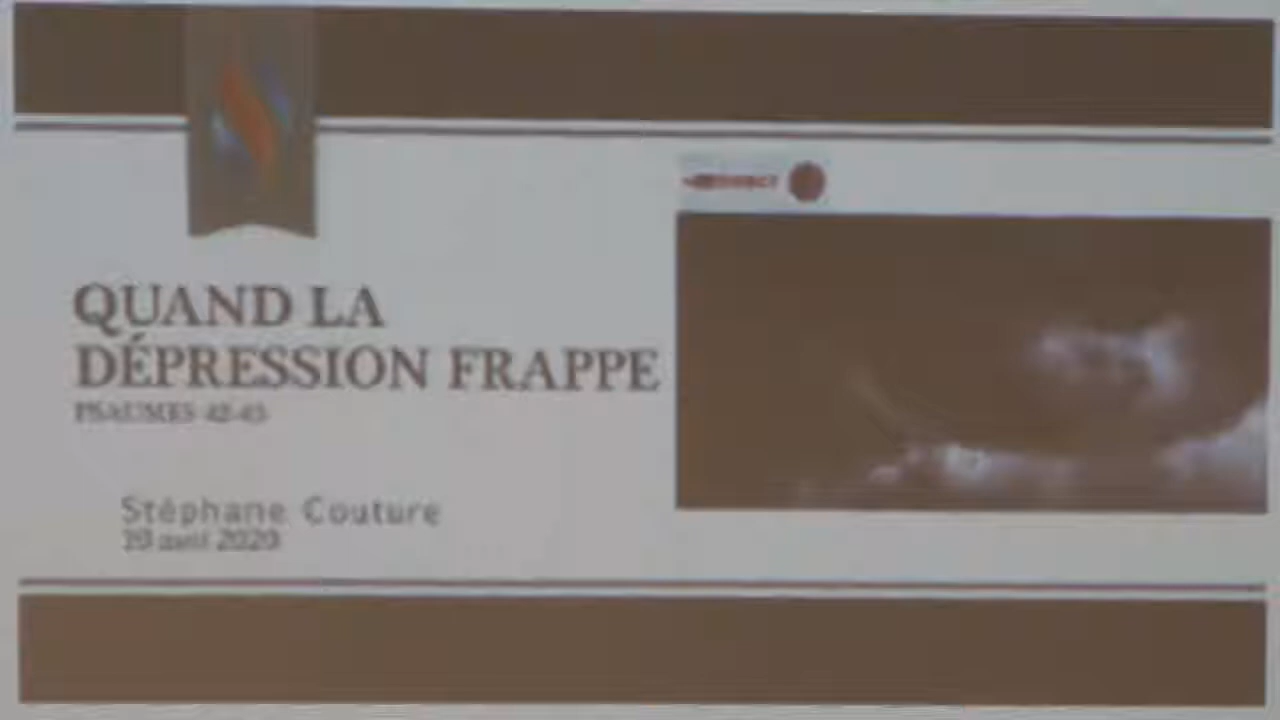 QUAND LA
DÉPRESSION FRAPPE
PSAUMES 42-43
Stéphane Couture
19 avril 2020